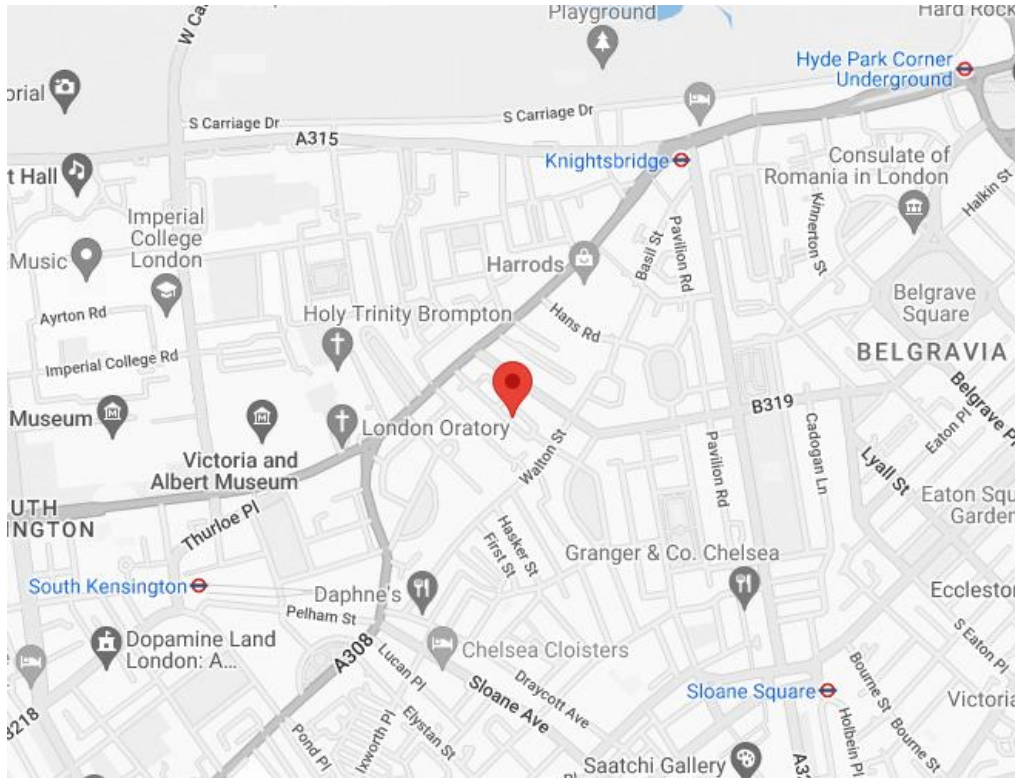 Playground
Hard Rock
W Ca
Hyde Park Corner
Underground
orial
S Carriage Dr
S Carriage Dr
A315
t Hall
Knightsbridge
Consulate of
Romania in London
Halkin St
Imperial
College
London
Music
Harrods
Basil St
Pavilion Rd
Kinnerton St
Belgrave
Square
Ayrton Rd
Holy Trinity Brompton
Hans Rd
Imperial College Rd
BELGRAVIA
Museum
B319
Belgrave P
London Oratory
Walton St
Pavilion Rd
Cadogan Ln
Eaton Pl
Victoria and
Albert Museum
Lyall St
Eaton Squ
Garden
UTH
NGTON
Thurloe Pl
Hasker St
First St
Granger & Co. Chelsea
South Kensington
Daphne's
Ecclesto
Pelham St
Dopamine Land
London: A...
A308
Lucan Pl
Chelsea Cloisters
S Eaton Pl
Sloane Ave
Draycott Ave
Sloane Square
Bourne St
Bourne St
Victoria
3218
Pond Pl
Ixworth Pl
Elystan St
Holbein Pl
Saatchi Gallery
A32
Pl